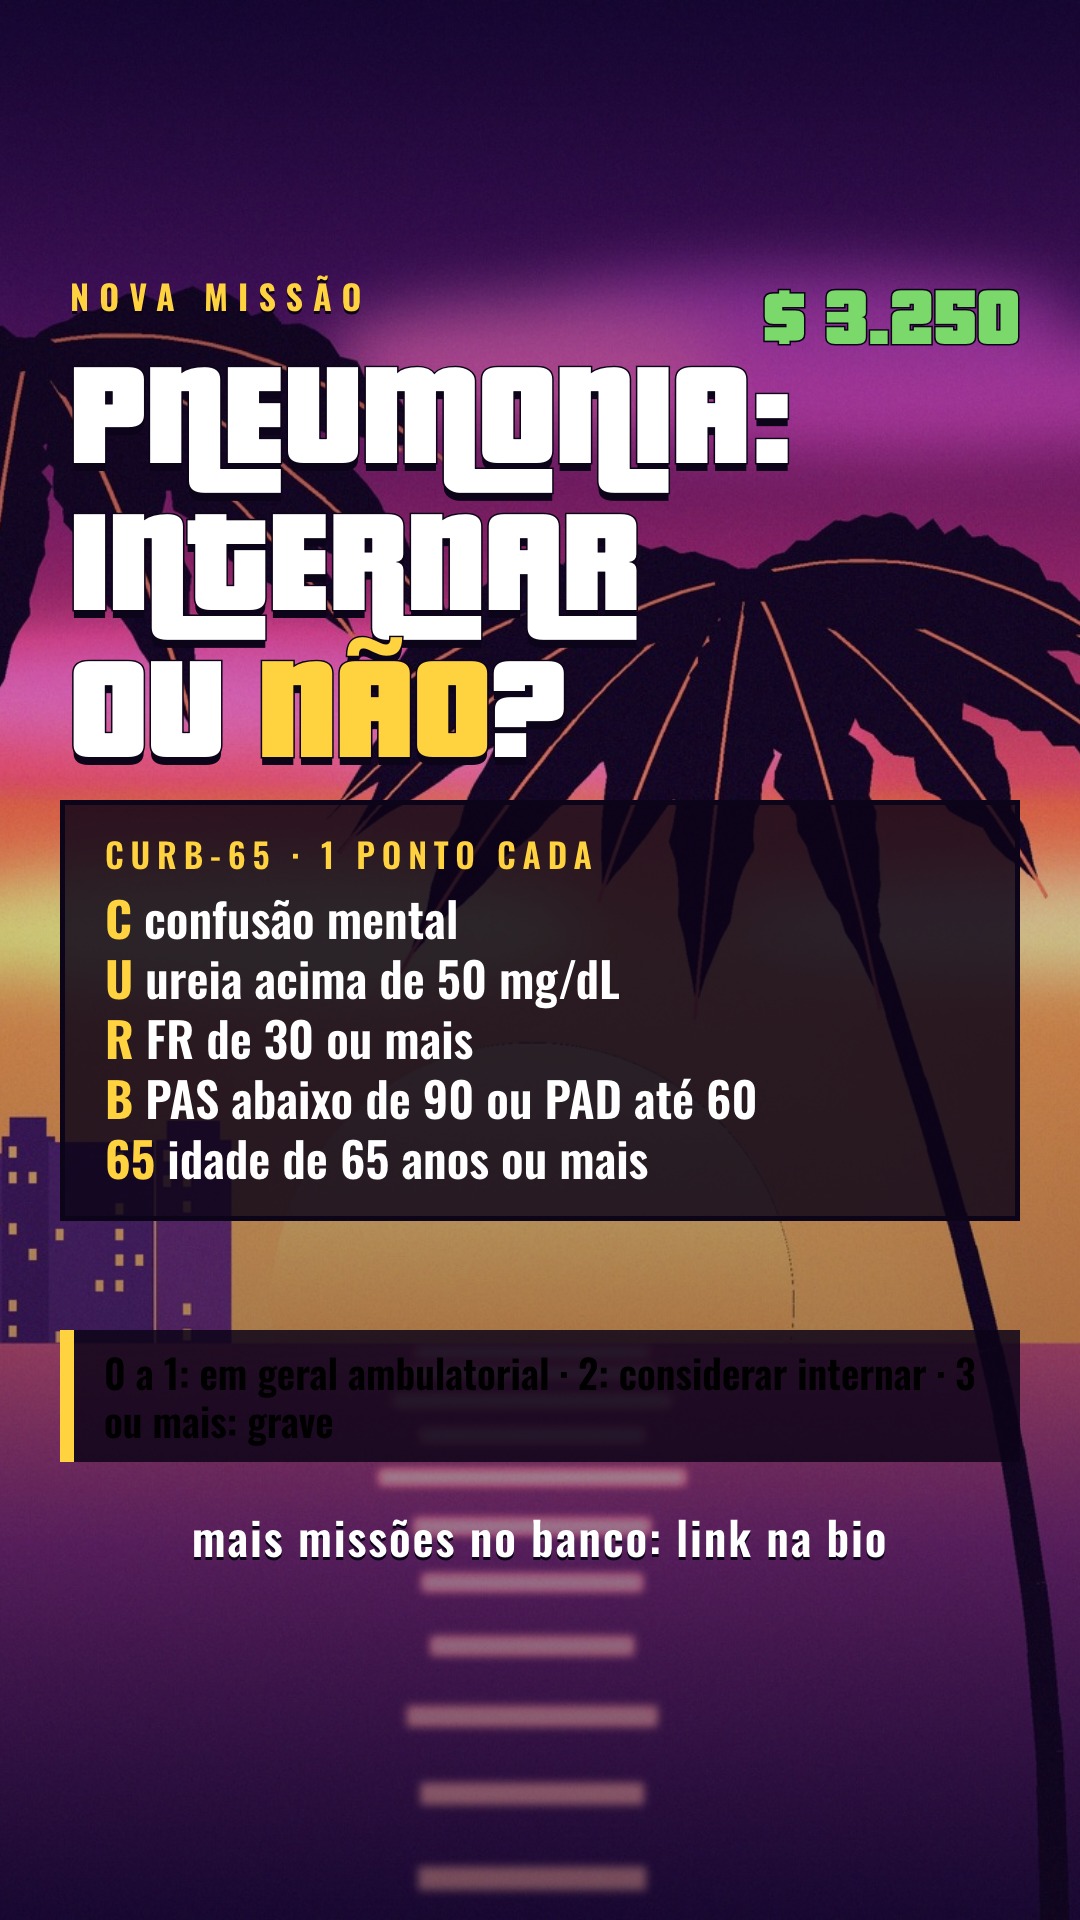 NOVA MISSÃO
$ 3.250
PNEUMONIA:
INTERNAR
OU NÃO?
CURB-65 · 1 PONTO CADA
C confusão mental
U ureia acima de 50 mg/dL
R FR de 30 ou mais
B PAS abaixo de 90 ou PAD até 60
65 idade de 65 anos ou mais
0 a 1: em geral ambulatorial · 2: considerar internar · 3
ou mais: grave
mais missões no banco: link na bio